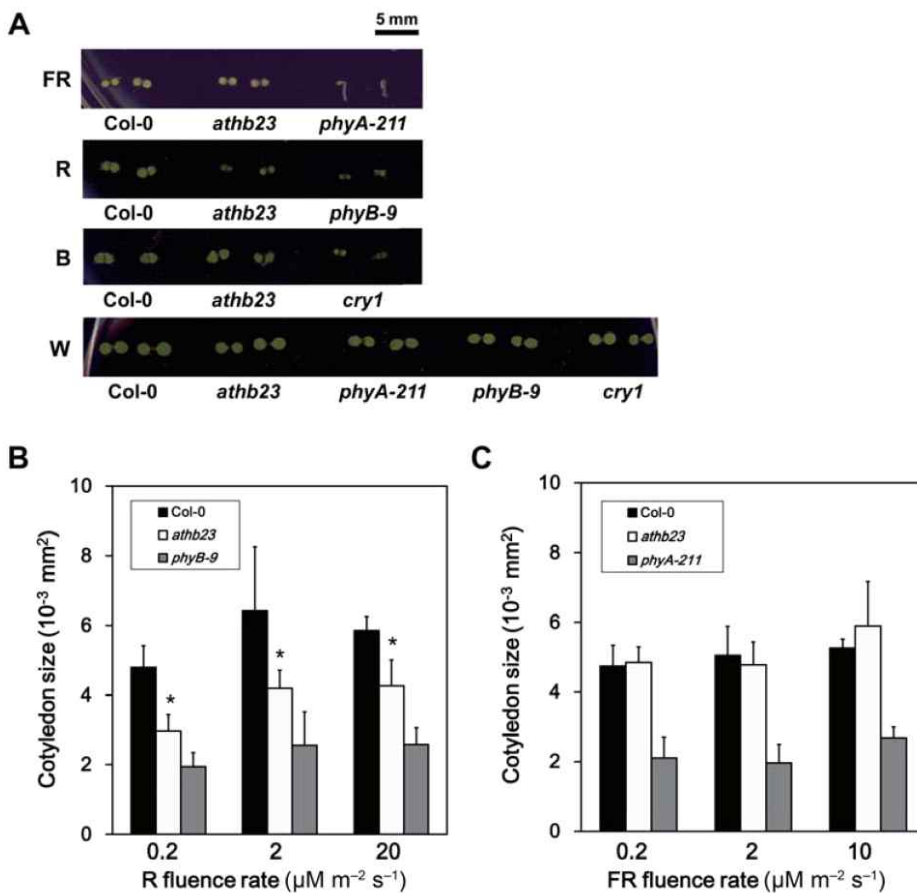 A
5 mm
FR
Col-0 athb23 phyA-211
R
Col-0 athb23 phyB-9
B
Col-0 athb23 cry1
W
Col-0 athb23 phyA-211 phyB-9 cry1
B
10
8
6
4
2
0
Cotyledon size (10⁻³ mm²)
Col-0
athb23
phyB-9
*
*
*
0.2 2 20
R fluence rate (µM m⁻² s⁻¹)
C
10
8
6
4
2
0
Cotyledon size (10⁻³ mm²)
Col-0
athb23
phyA-211
0.2 2 10
FR fluence rate (µM m⁻² s⁻¹)